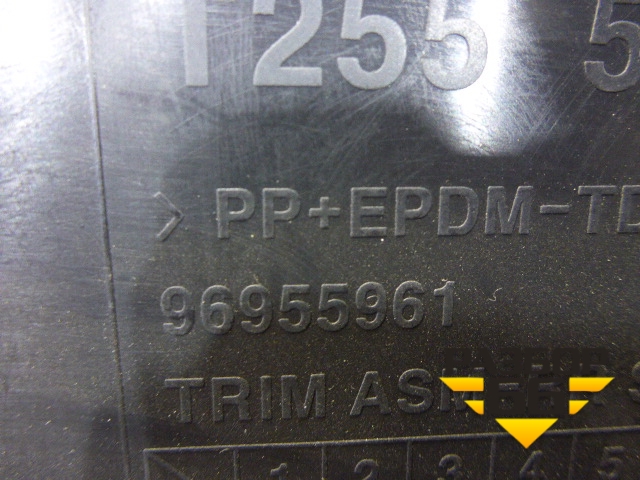 T255 5
> PP+EPDM-TD
96955961
TRIM ASM-
1 2 3 4 5